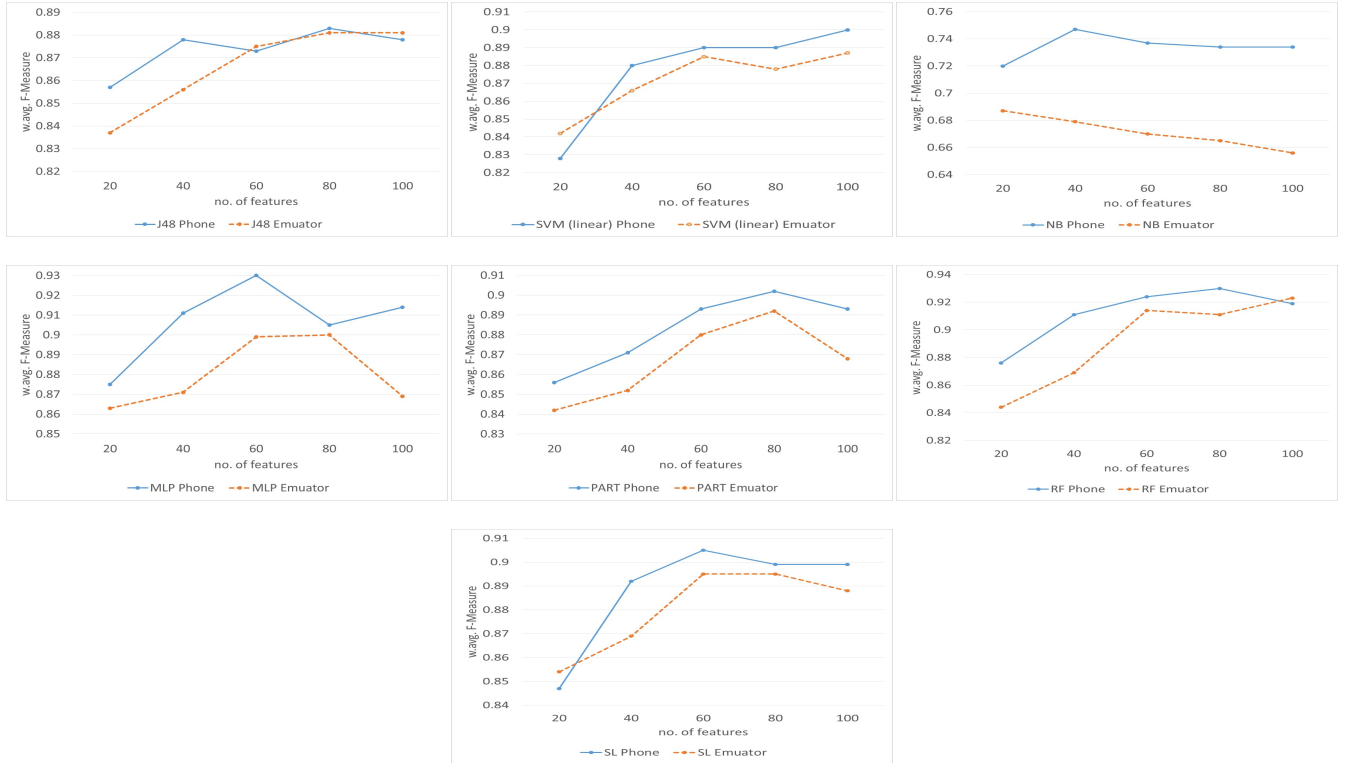 0.89
0.88
0.87
0.86
0.85
0.84
0.83
0.82
w.avg. F-Measure
20 40 60 80 100
no. of features
J48 Phone J48 Emuator
0.91
0.9
0.89
0.88
0.87
0.86
0.85
0.84
0.83
0.82
w.avg. F-Measure
20 40 60 80 100
no. of features
SVM (linear) Phone SVM (linear) Emuator
0.76
0.74
0.72
0.7
0.68
0.66
0.64
w.avg. F-Measure
20 40 60 80 100
no. of features
NB Phone NB Emuator
0.93
0.92
0.91
0.9
0.89
0.88
0.87
0.86
0.85
w.avg. F-Measure
20 40 60 80 100
no. of features
MLP Phone MLP Emuator
0.91
0.9
0.89
0.88
0.87
0.86
0.85
0.84
0.83
w.avg. F-Measure
20 40 60 80 100
no. of features
PART Phone PART Emuator
0.94
0.92
0.9
0.88
0.86
0.84
0.82
w.avg. F-Measure
20 40 60 80 100
no. of features
RF Phone RF Emuator
0.91
0.9
0.89
0.88
0.87
0.86
0.85
0.84
w.avg. F-Measure
20 40 60 80 100
no. of features
SL Phone SL Emuator